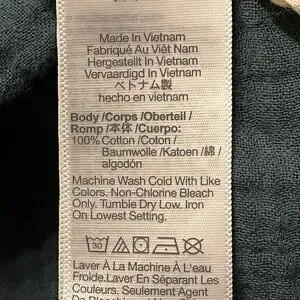 Made In Vietnam
Fabriqué Au Viêt Nam
Hergestellt In Vietnam
Vervaardigd In Vietnam
ベトナム製
hecho en vietnam
Body /Corps /Oberteil /
Romp /本体 /Cuerpo:
100% Cotton /Colon /
Baumwolle /Katoen /綿 /
algodón
Machine Wash Cold With Like
Colors. Non-Chlorine Bleach
Only. Tumble Dry Low. Iron
On Lowest Setting.
30
Laver À La Machine À L'eau
Froide. Laver En Séparant Les
Couleurs. Seulement Agent
De